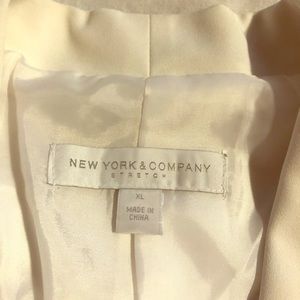 NEW YORK & COMPANY
STRETCH
XL
MADE IN
CHINA